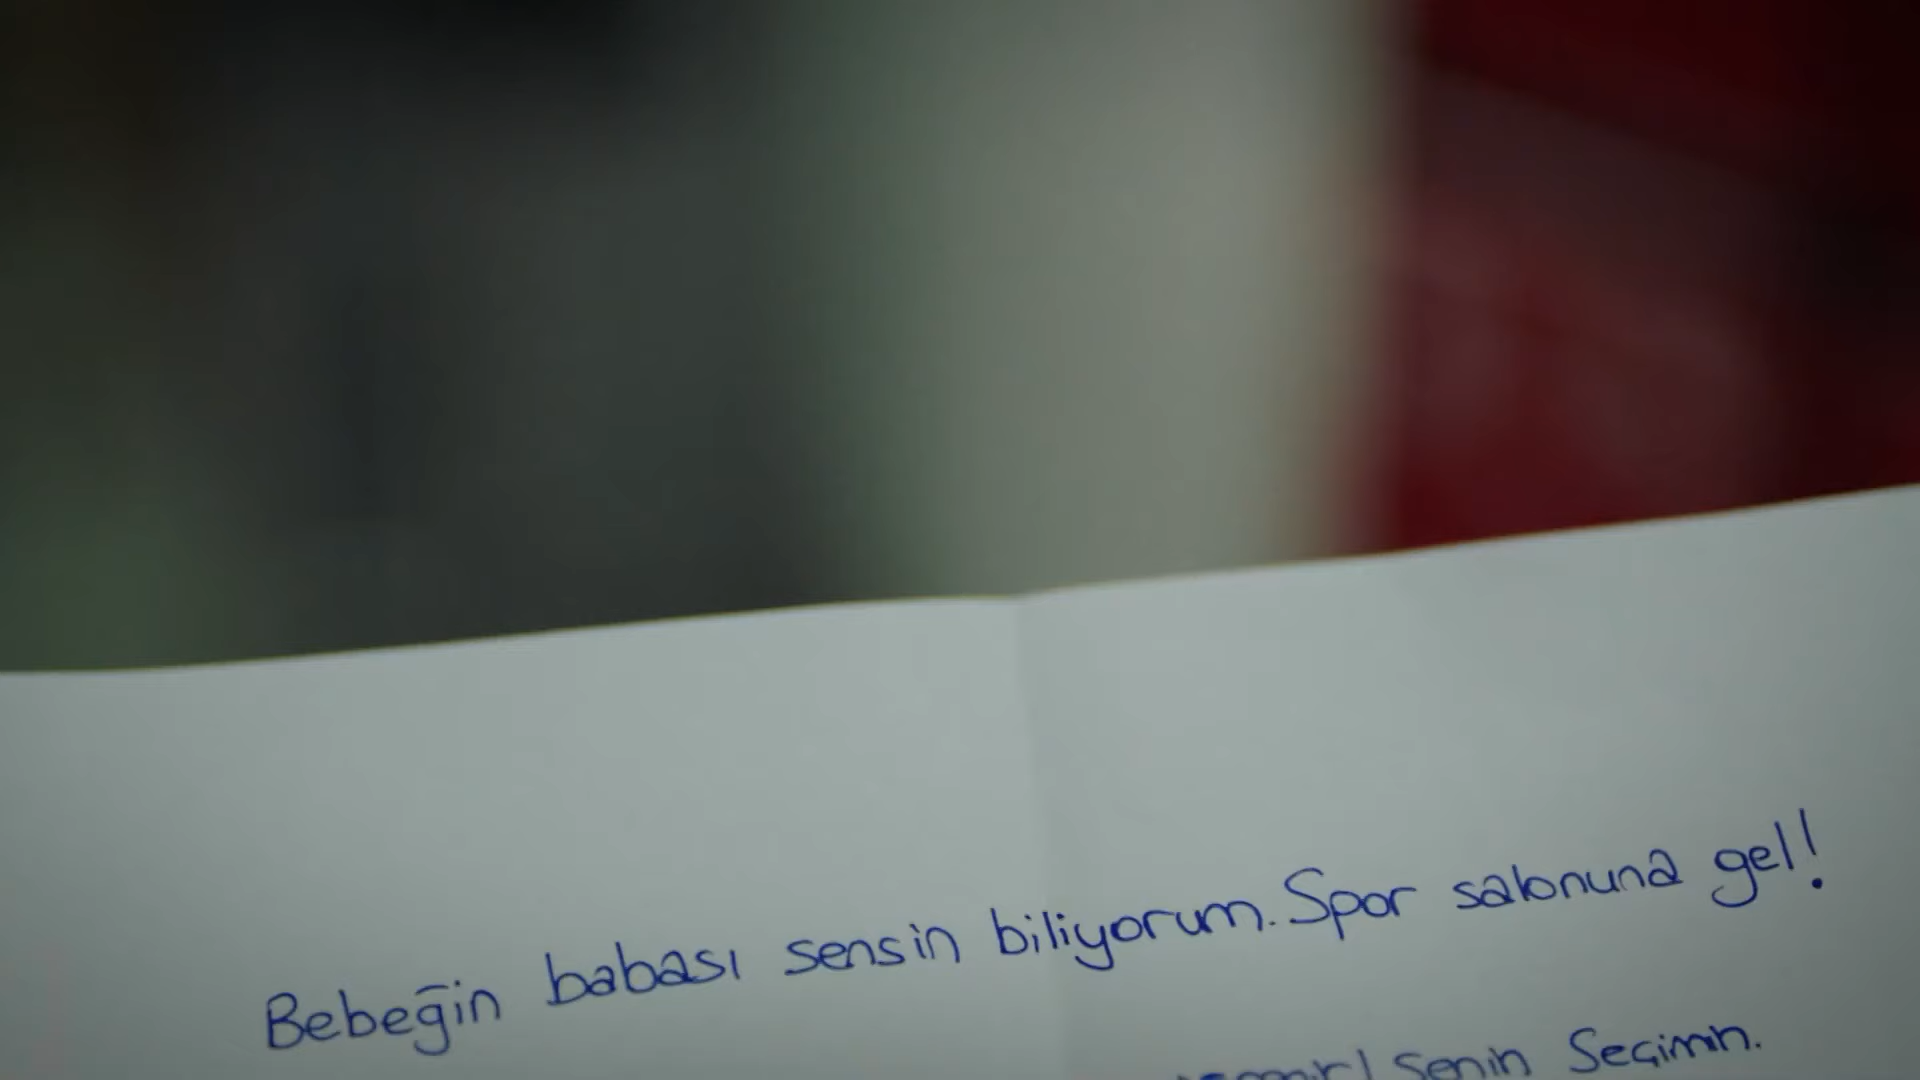 Bebeğin babası sensin biliyorum. Spor salonuna gel!
Senin Seçimin.